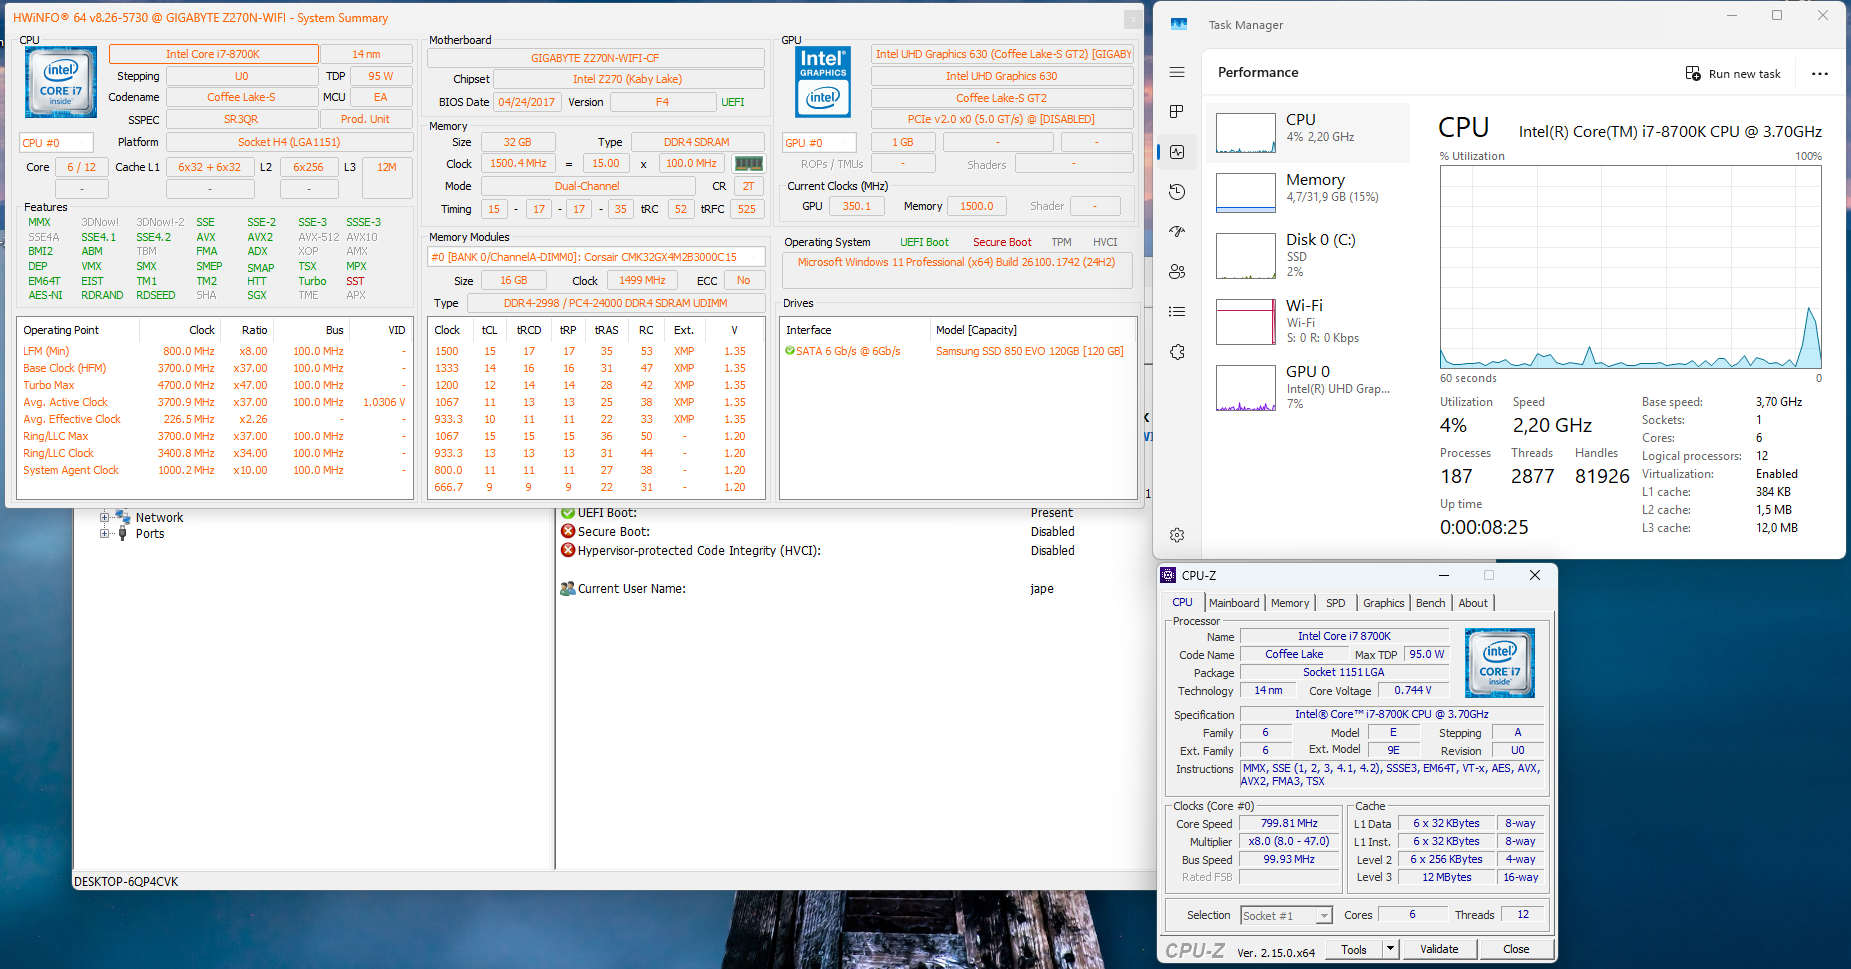 HWiNFO® 64 v8.26-5730 @ GIGABYTE Z270N-WIFI - System Summary
CPU
intel CORE i7 inside
Intel Core i7-8700K 14 nm
Stepping U0 TDP 95 W
Codename Coffee Lake-S MCU EA
SSPEC SR3QR Prod. Unit
CPU #0 Platform Socket H4 (LGA1151)
Core 6 / 12 Cache L1 6x32 + 6x32 L2 6x256 L3 12M
- - -
Features
MMX 3DNow! 3DNow!-2 SSE SSE-2 SSE-3 SSSE-3
SSE4A SSE4.1 SSE4.2 AVX AVX2 AVX-512 AVX10
BMI2 ABM TBM FMA ADX XOP AMX
DEP VMX SMX SMEP SMAP TSX MPX
EM64T EIST TM1 TM2 HTT Turbo SST
AES-NI RDRAND RDSEED SHA SGX TME APX
Operating Point Clock Ratio Bus VID
LFM (Min) 800.0 MHz x8.00 100.0 MHz -
Base Clock (HFM) 3700.0 MHz x37.00 100.0 MHz -
Turbo Max 4700.0 MHz x47.00 100.0 MHz -
Avg. Active Clock 3700.9 MHz x37.00 100.0 MHz 1.0306 V
Avg. Effective Clock 226.5 MHz x2.26 - -
Ring/LLC Max 3700.0 MHz x37.00 100.0 MHz -
Ring/LLC Clock 3400.8 MHz x34.00 100.0 MHz -
System Agent Clock 1000.2 MHz x10.00 100.0 MHz -
Motherboard
GIGABYTE Z270N-WIFI-CF
Chipset Intel Z270 (Kaby Lake)
BIOS Date 04/24/2017 Version F4 UEFI
Memory
Size 32 GB Type DDR4 SDRAM
Clock 1500.4 MHz = 15.00 x 100.0 MHz
Mode Dual-Channel CR 2T
Timing 15 - 17 - 17 - 35 tRC 52 tRFC 525
Memory Modules
#0 [BANK 0/ChannelA-DIMM0]: Corsair CMK32GX4M2B3000C15
Size 16 GB Clock 1499 MHz ECC No
Type DDR4-2998 / PC4-24000 DDR4 SDRAM UDIMM
Clock tCL tRCD tRP tRAS RC Ext. V
1500 15 17 17 35 53 XMP 1.35
1333 14 16 16 31 47 XMP 1.35
1200 12 14 14 28 42 XMP 1.35
1067 11 13 13 25 38 XMP 1.35
933.3 10 11 11 22 33 XMP 1.35
1067 15 15 15 36 50 - 1.20
933.3 13 13 13 31 44 - 1.20
800.0 11 11 11 27 38 - 1.20
666.7 9 9 9 22 31 - 1.20
GPU
Intel GRAPHICS intel
Intel UHD Graphics 630 (Coffee Lake-S GT2) [GIGABY
Intel UHD Graphics 630
Coffee Lake-S GT2
PCIe v2.0 x0 (5.0 GT/s) @ [DISABLED]
GPU #0 1 GB - -
ROPs / TMUs - Shaders -
Current Clocks (MHz)
GPU 350.1 Memory 1500.0 Shader -
Operating System UEFI Boot Secure Boot TPM HVCI
Microsoft Windows 11 Professional (x64) Build 26100.1742 (24H2)
Drives
Interface Model [Capacity]
SATA 6 Gb/s @ 6Gb/s Samsung SSD 850 EVO 120GB [120 GB]
Network
Ports
UEFI Boot: Present
Secure Boot: Disabled
Hypervisor-protected Code Integrity (HVCI): Disabled
Current User Name: jape
DESKTOP-6QP4CVK
Task Manager
Performance Run new task
CPU
4% 2,20 GHz
Memory
4,7/31,9 GB (15%)
Disk 0 (C:)
SSD
2%
Wi-Fi
Wi-Fi
S: 0 R: 0 Kbps
GPU 0
Intel(R) UHD Grap...
7%
CPU Intel(R) Core(TM) i7-8700K CPU @ 3.70GHz
% Utilization 100%
60 seconds 0
Utilization Speed
4% 2,20 GHz
Processes Threads Handles
187 2877 81926
Up time
0:00:08:25
Base speed: 3,70 GHz
Sockets: 1
Cores: 6
Logical processors: 12
Virtualization: Enabled
L1 cache: 384 KB
L2 cache: 1,5 MB
L3 cache: 12,0 MB
CPU-Z
CPU Mainboard Memory SPD Graphics Bench About
Processor
Name Intel Core i7 8700K
Code Name Coffee Lake Max TDP 95.0 W
Package Socket 1151 LGA
Technology 14 nm Core Voltage 0.744 V
intel CORE i7 inside
Specification Intel® Core™ i7-8700K CPU @ 3.70GHz
Family 6 Model E Stepping A
Ext. Family 6 Ext. Model 9E Revision U0
Instructions MMX, SSE (1, 2, 3, 4.1, 4.2), SSSE3, EM64T, VT-x, AES, AVX,
AVX2, FMA3, TSX
Clocks (Core #0)
Core Speed 799.81 MHz
Multiplier x8.0 (8.0 - 47.0)
Bus Speed 99.93 MHz
Rated FSB
Cache
L1 Data 6 x 32 KBytes 8-way
L1 Inst. 6 x 32 KBytes 8-way
Level 2 6 x 256 KBytes 4-way
Level 3 12 MBytes 16-way
Selection Socket #1 Cores 6 Threads 12
CPU-Z Ver. 2.15.0.x64 Tools Validate Close